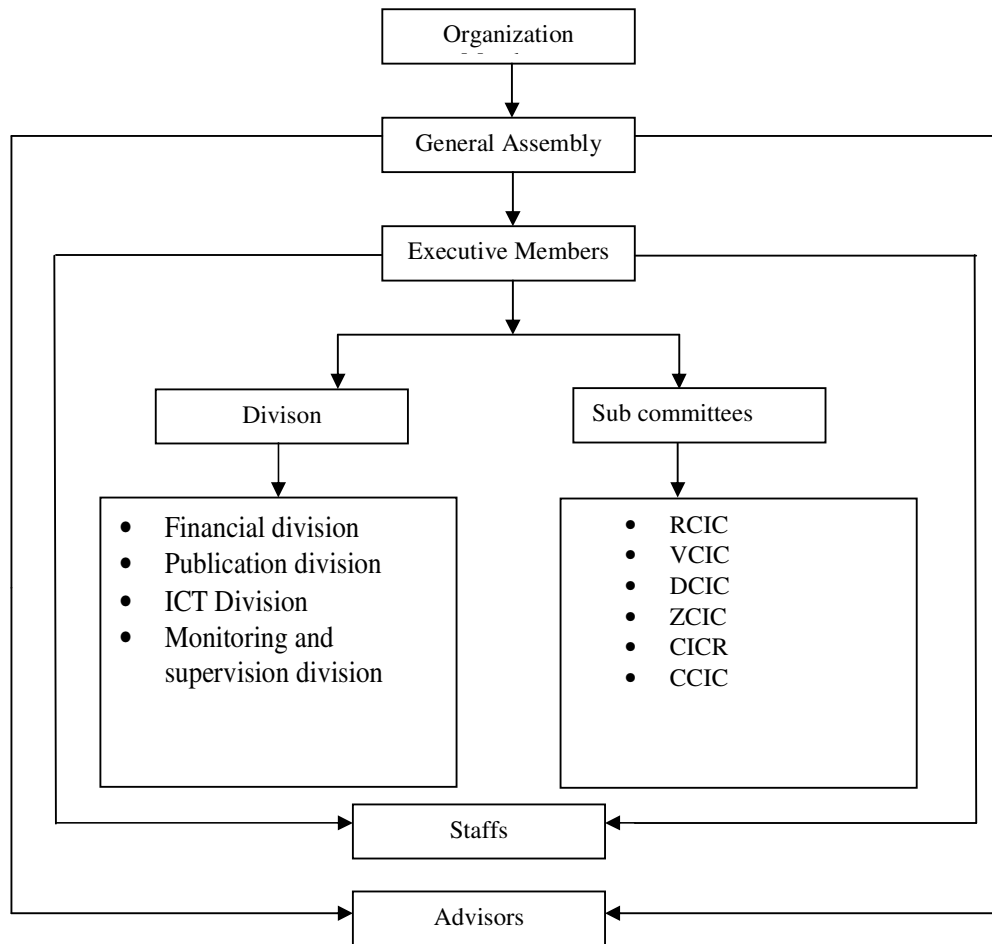 Organization
General Assembly
Executive Members
Divison
Sub committees
• Financial division
• Publication division
• ICT Division
• Monitoring and
supervision division
• RCIC
• VCIC
• DCIC
• ZCIC
• CICR
• CCIC
Staffs
Advisors